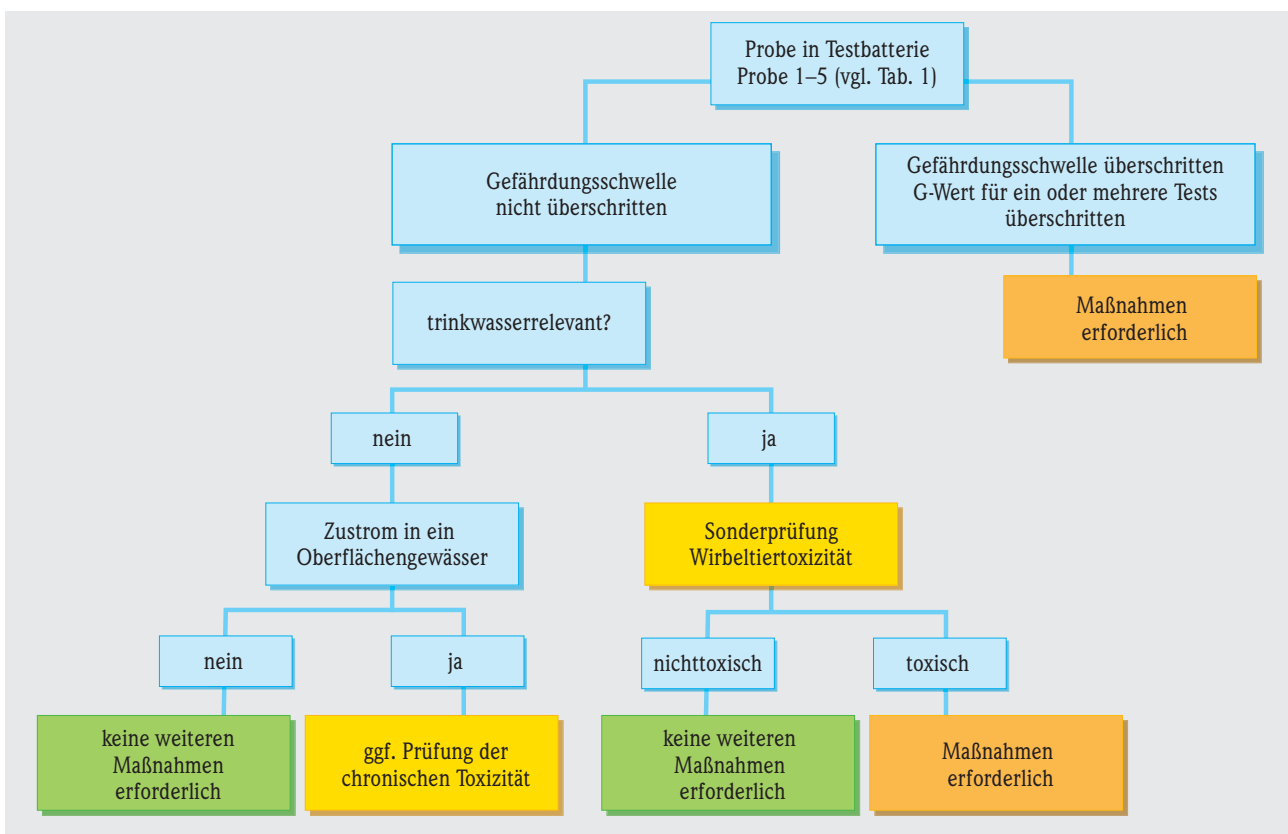 Probe in Testbatterie
Probe 1–5 (vgl. Tab. 1)
Gefährdungsschwelle
nicht überschritten
Gefährdungsschwelle überschritten
G-Wert für ein oder mehrere Tests
überschritten
trinkwasserrelevant?
Maßnahmen
erforderlich
nein
ja
Zustrom in ein
Oberflächengewässer
Sonderprüfung
Wirbeltiertoxizität
nein
ja
nichttoxisch
toxisch
keine weiteren
Maßnahmen
erforderlich
ggf. Prüfung der
chronischen Toxizität
keine weiteren
Maßnahmen
erforderlich
Maßnahmen
erforderlich